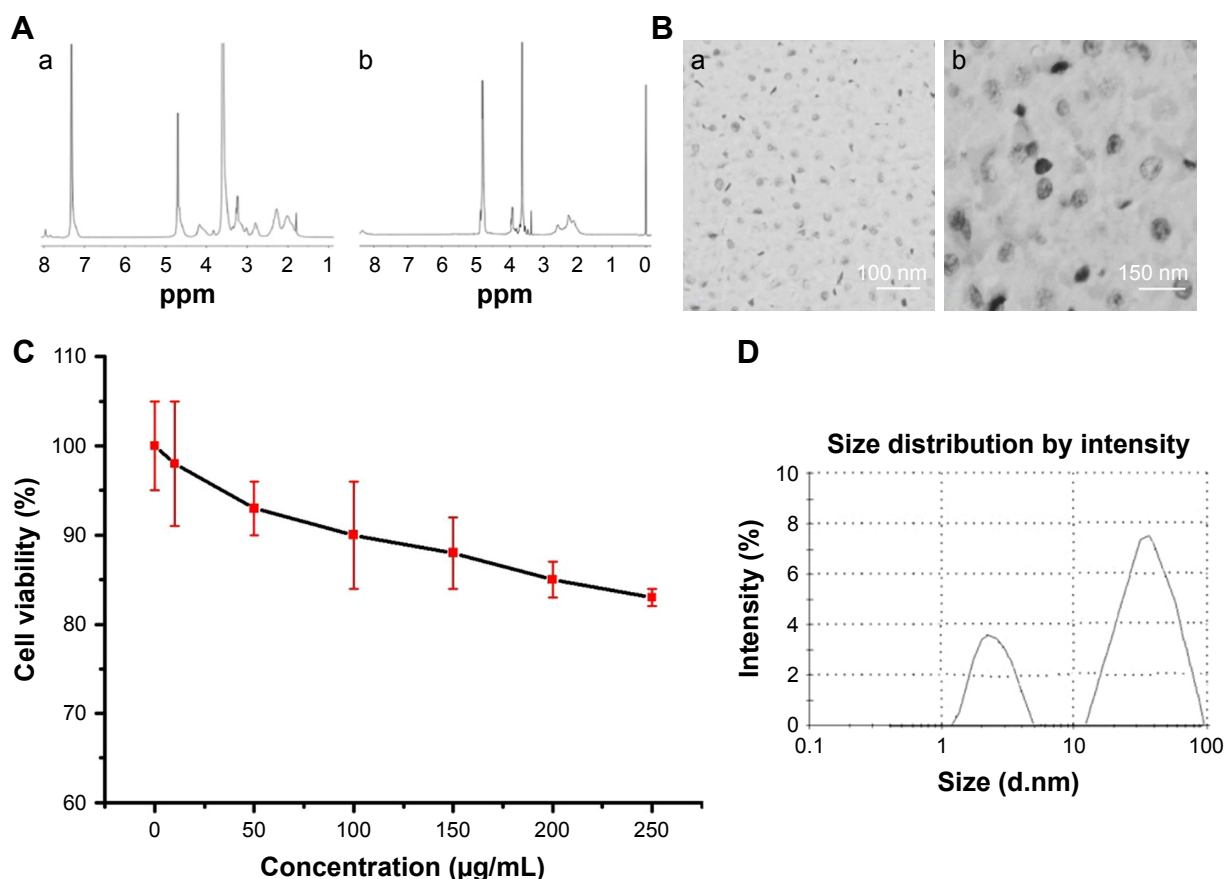 A
a
8 7 6 5 4 3 2 1
ppm
b
8 7 6 5 4 3 2 1 0
ppm
B
a
100 nm
b
150 nm
C
Cell viability (%)
110
100
90
80
70
60
0 50 100 150 200 250
Concentration (µg/mL)
D
Size distribution by intensity
Intensity (%)
10
8
6
4
2
0
0.1 1 10 100
Size (d.nm)